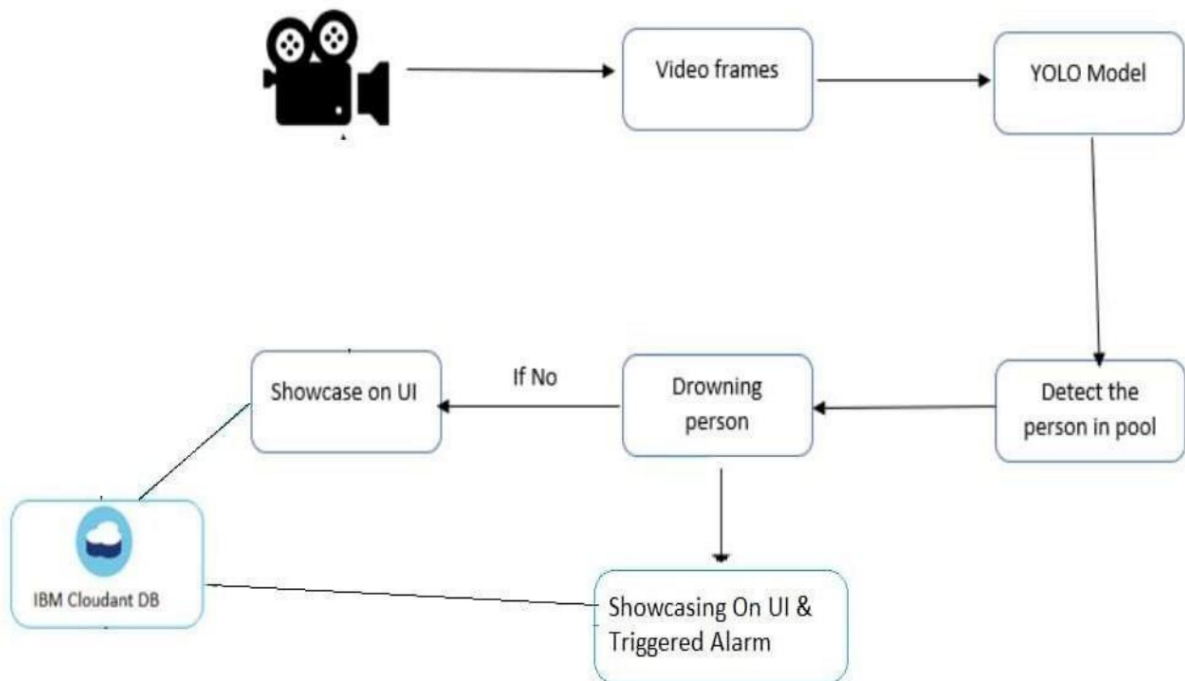 Video frames
YOLO Model
Detect the
person in pool
Drowning
person
If No
Showcase on UI
IBM Cloudant DB
Showcasing On UI &
Triggered Alarm